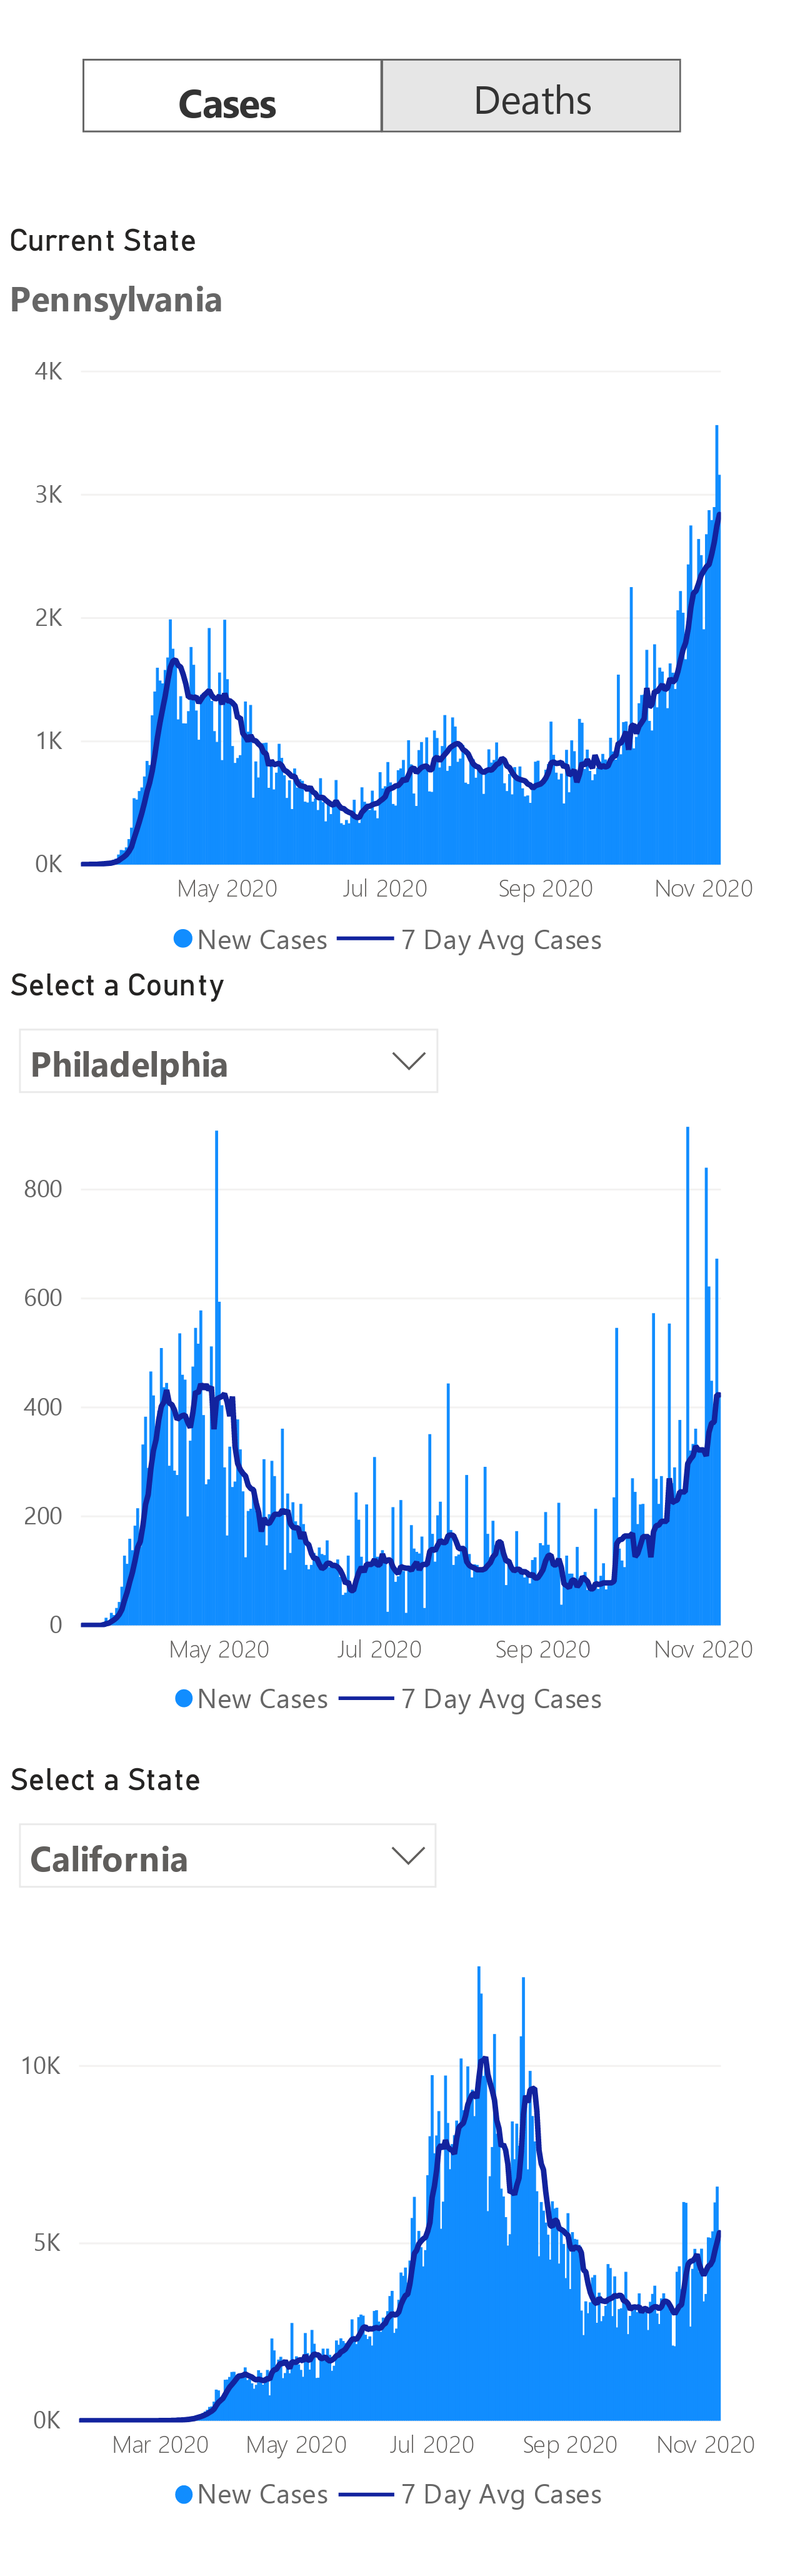 Cases Deaths
Current State
Pennsylvania
4K
3K
2K
1K
0K
May 2020 Jul 2020 Sep 2020 Nov 2020
New Cases 7 Day Avg Cases
Select a County
Philadelphia
800
600
400
200
0
May 2020 Jul 2020 Sep 2020 Nov 2020
New Cases 7 Day Avg Cases
Select a State
California
10K
5K
0K
Mar 2020 May 2020 Jul 2020 Sep 2020 Nov 2020
New Cases 7 Day Avg Cases